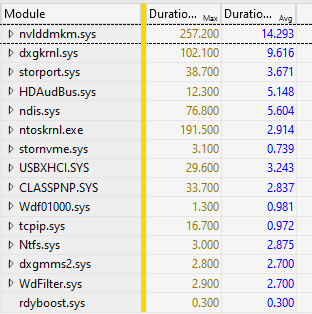 Module Duratio... Max Duratio... Avg
nvlddmkm.sys 257.200 14.293
dxgkrnl.sys 102.100 9.616
storport.sys 38.700 3.671
HDAudBus.sys 12.300 5.148
ndis.sys 76.800 5.604
ntoskrnl.exe 191.500 2.914
stornvme.sys 3.100 0.739
USBXHCI.SYS 29.600 3.243
CLASSPNP.SYS 33.700 2.837
Wdf01000.sys 1.300 0.981
tcpip.sys 16.700 0.972
Ntfs.sys 3.000 2.875
dxgmms2.sys 2.800 2.700
WdFilter.sys 2.900 2.700
rdyboost.sys 0.300 0.300